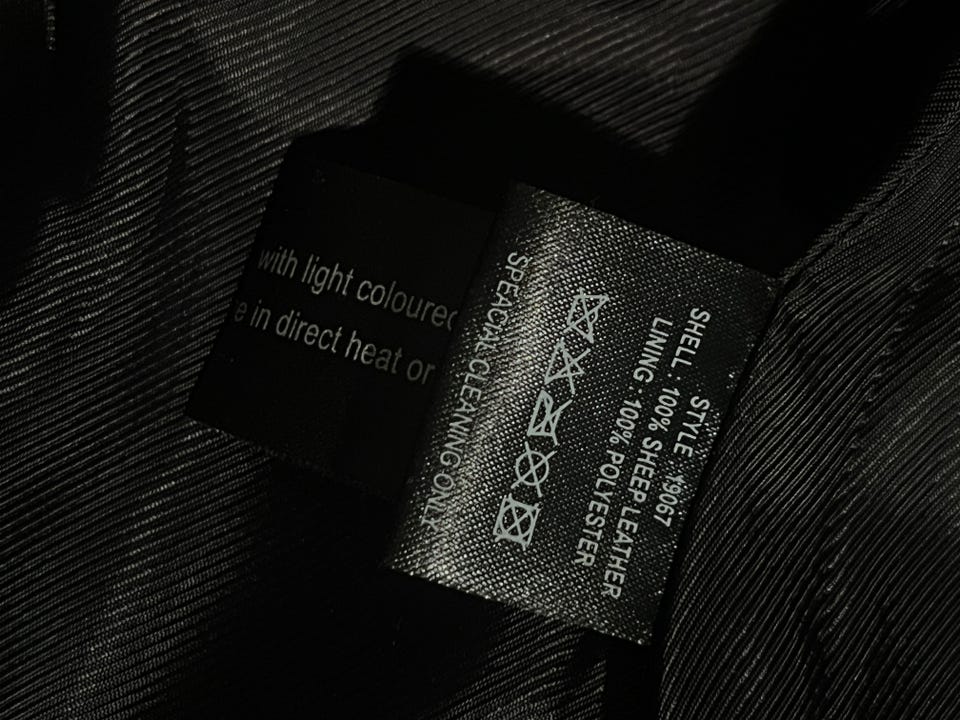 STYLE 19067
SHELL. 100% SHEEP LEATHER
LINING 100% POLYESTER
SPEACIAL CLEANING ONLY
with light coloured
e in direct heat or